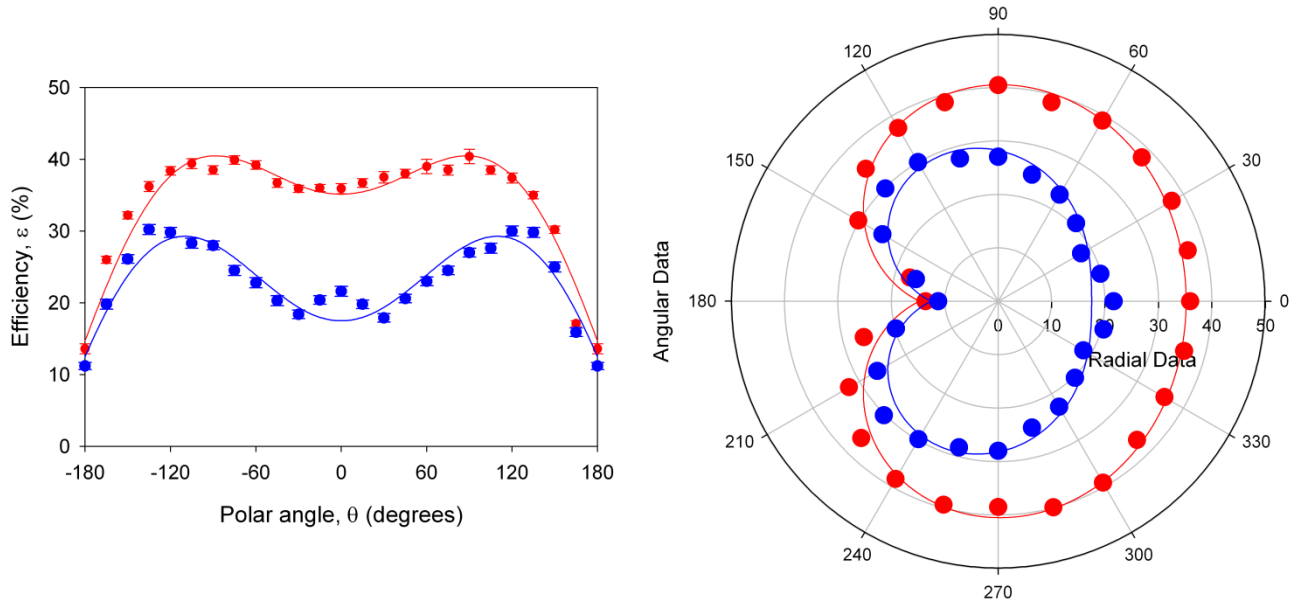 50
40
30
20
10
0
-180 -120 -60 0 60 120 180
Efficiency, ε (%)
Polar angle, θ (degrees)
90
120 60
150 30
180 0
210 330
240 300
270
0 10 20 30 40 50
Angular Data
Radial Data